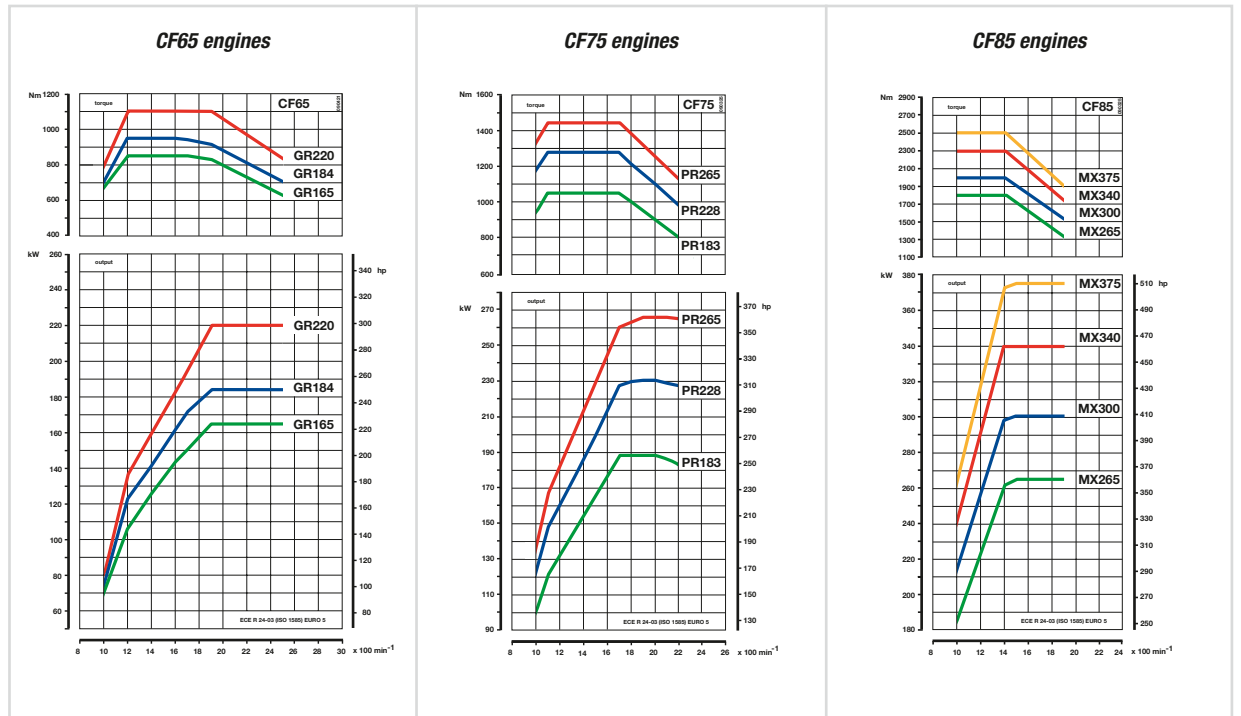 CF65 engines
Nm 1200
torque
CF65
1000
800
600
400
GR220
GR184
GR165
kW 260
output
240
220
200
180
160
140
120
100
80
60
340 hp
320
300
280
260
240
220
200
180
160
140
120
100
80
GR220
GR184
GR165
ECE R 24-03 (ISO 1585) EURO 5
8 10 12 14 16 18 20 22 24 26 28 30 x 100 min-1
CF75 engines
Nm 1600
torque
CF75
1400
1200
1000
800
600
PR265
PR228
PR183
kW
output
270
250
230
210
190
170
150
130
110
90
370 hp
350
330
310
290
270
250
230
210
190
170
150
130
PR265
PR228
PR183
ECE R 24-03 (ISO 1585) EURO 5
8 10 12 14 16 18 20 22 24 26 x 100 min-1
CF85 engines
Nm 2900
torque
CF85
2700
2500
2300
2100
1900
1700
1500
1300
1100
MX375
MX340
MX300
MX265
kW 380
output
360
340
320
300
280
260
240
220
200
180
510 hp
490
470
450
430
410
390
370
350
330
310
290
270
250
MX375
MX340
MX300
MX265
ECE R 24-03 (ISO 1585) EURO 5
8 10 12 14 16 18 20 22 24 x 100 min-1